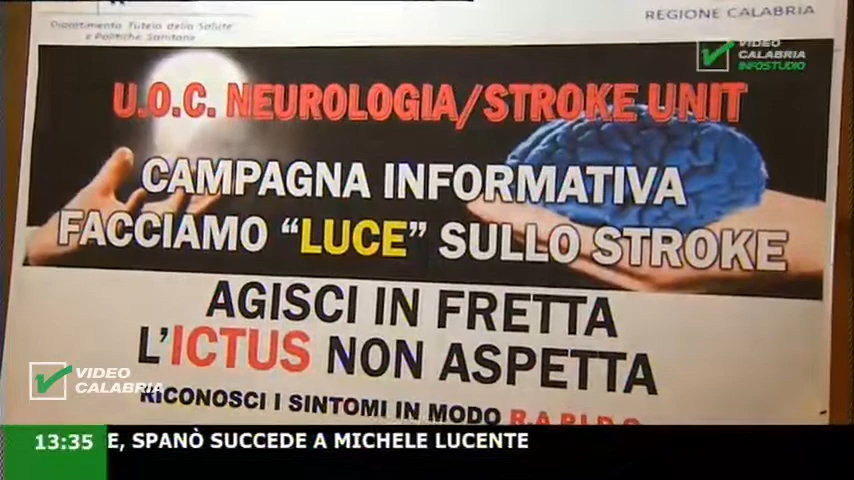 Dipartimento Tutela della Salute
e Politiche Sanitarie
REGIONE CALABRIA
VIDEO
CALABRIA
INFOSTUDIO
U.O.C. NEUROLOGIA/STROKE UNIT
CAMPAGNA INFORMATIVA
FACCIAMO “LUCE” SULLO STROKE
AGISCI IN FRETTA
L’ICTUS NON ASPETTA
RICONOSCI I SINTOMI IN MODO R.A.P.I.D.O.
VIDEO
CALABRIA
13:35 E, SPANÒ SUCCEDE A MICHELE LUCENTE